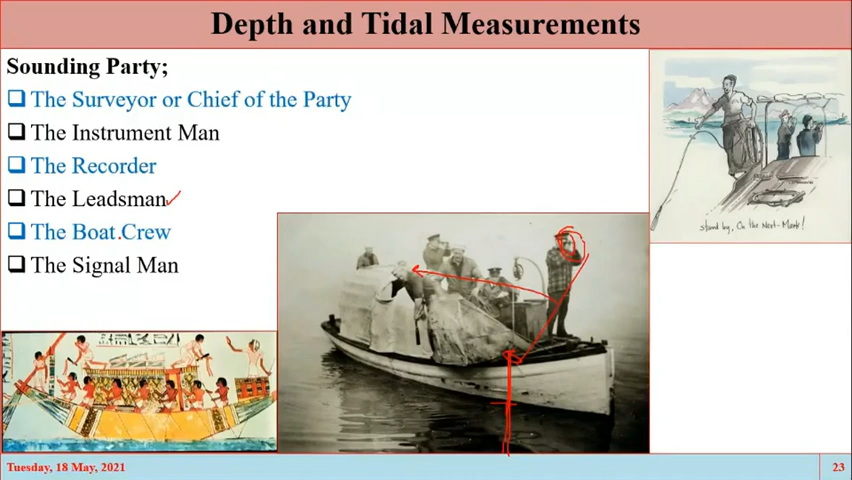 Depth and Tidal Measurements
Sounding Party;
The Surveyor or Chief of the Party
The Instrument Man
The Recorder
The Leadsman
The Boat Crew
The Signal Man
stand by, On the Next-Mark!
Tuesday, 18 May, 2021
23